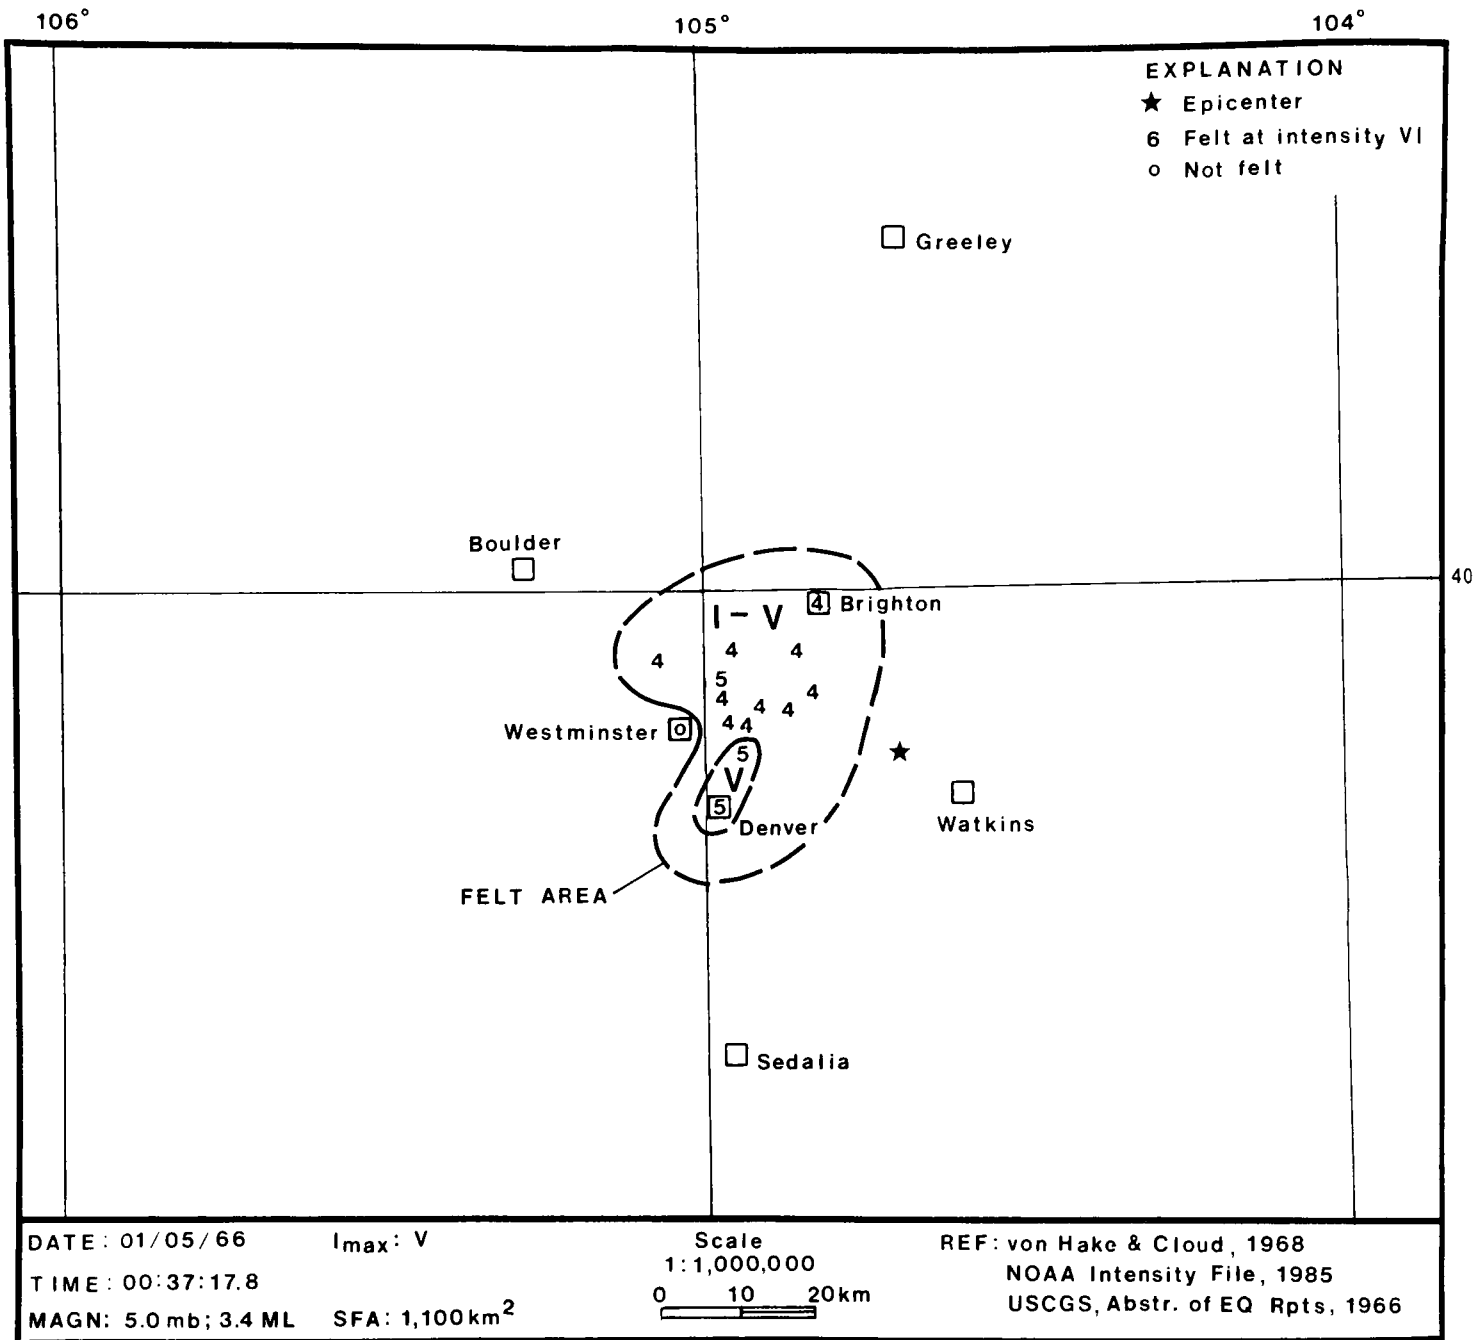 106° 105° 104°
EXPLANATION
★ Epicenter
6 Felt at intensity VI
o Not felt
Greeley
Boulder
40
4 Brighton
I-V
4 4
4
5
4
4 4 4
4 4
Westminster o
5
V
5
Denver
Watkins
FELT AREA
Sedalia
DATE: 01/05/66 Imax: V
TIME: 00:37:17.8
MAGN: 5.0 mb; 3.4 ML SFA: 1,100 km²
Scale
1:1,000,000
0 10 20km
REF: von Hake & Cloud, 1968
NOAA Intensity File, 1985
USCGS, Abstr. of EQ Rpts, 1966